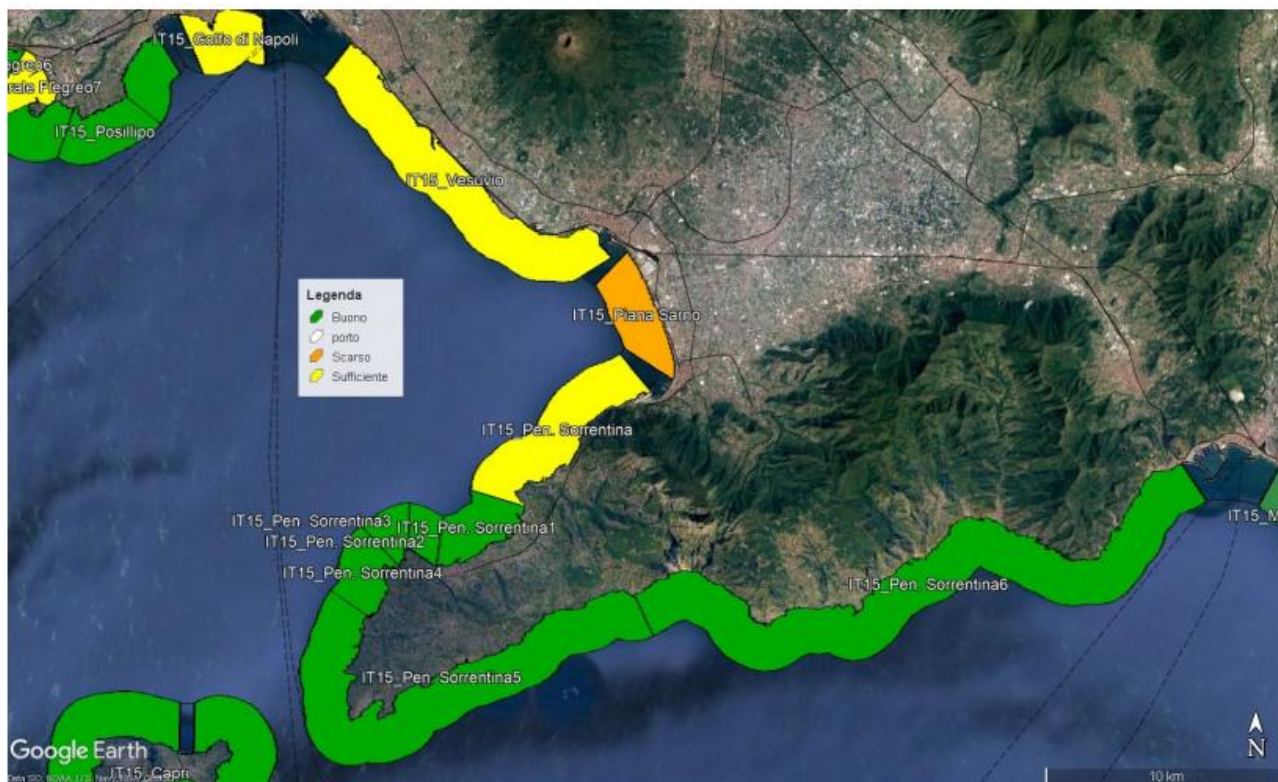 IT15_Golfo di Napoli
IT15_Posillipo
IT15_Vesuvio
Legenda
Buono
porto
Scarso
Sufficiente
IT15_Piana Sarno
IT15_Pen. Sorrentina
IT15_Pen. Sorrentina3
IT15_Pen. Sorrentina1
IT15_Pen. Sorrentina2
IT15_Pen. Sorrentina4
IT15_Pen. Sorrentina6
IT15_M
IT15_Pen. Sorrentina5
IT15_Capri
Google Earth
N
10 km